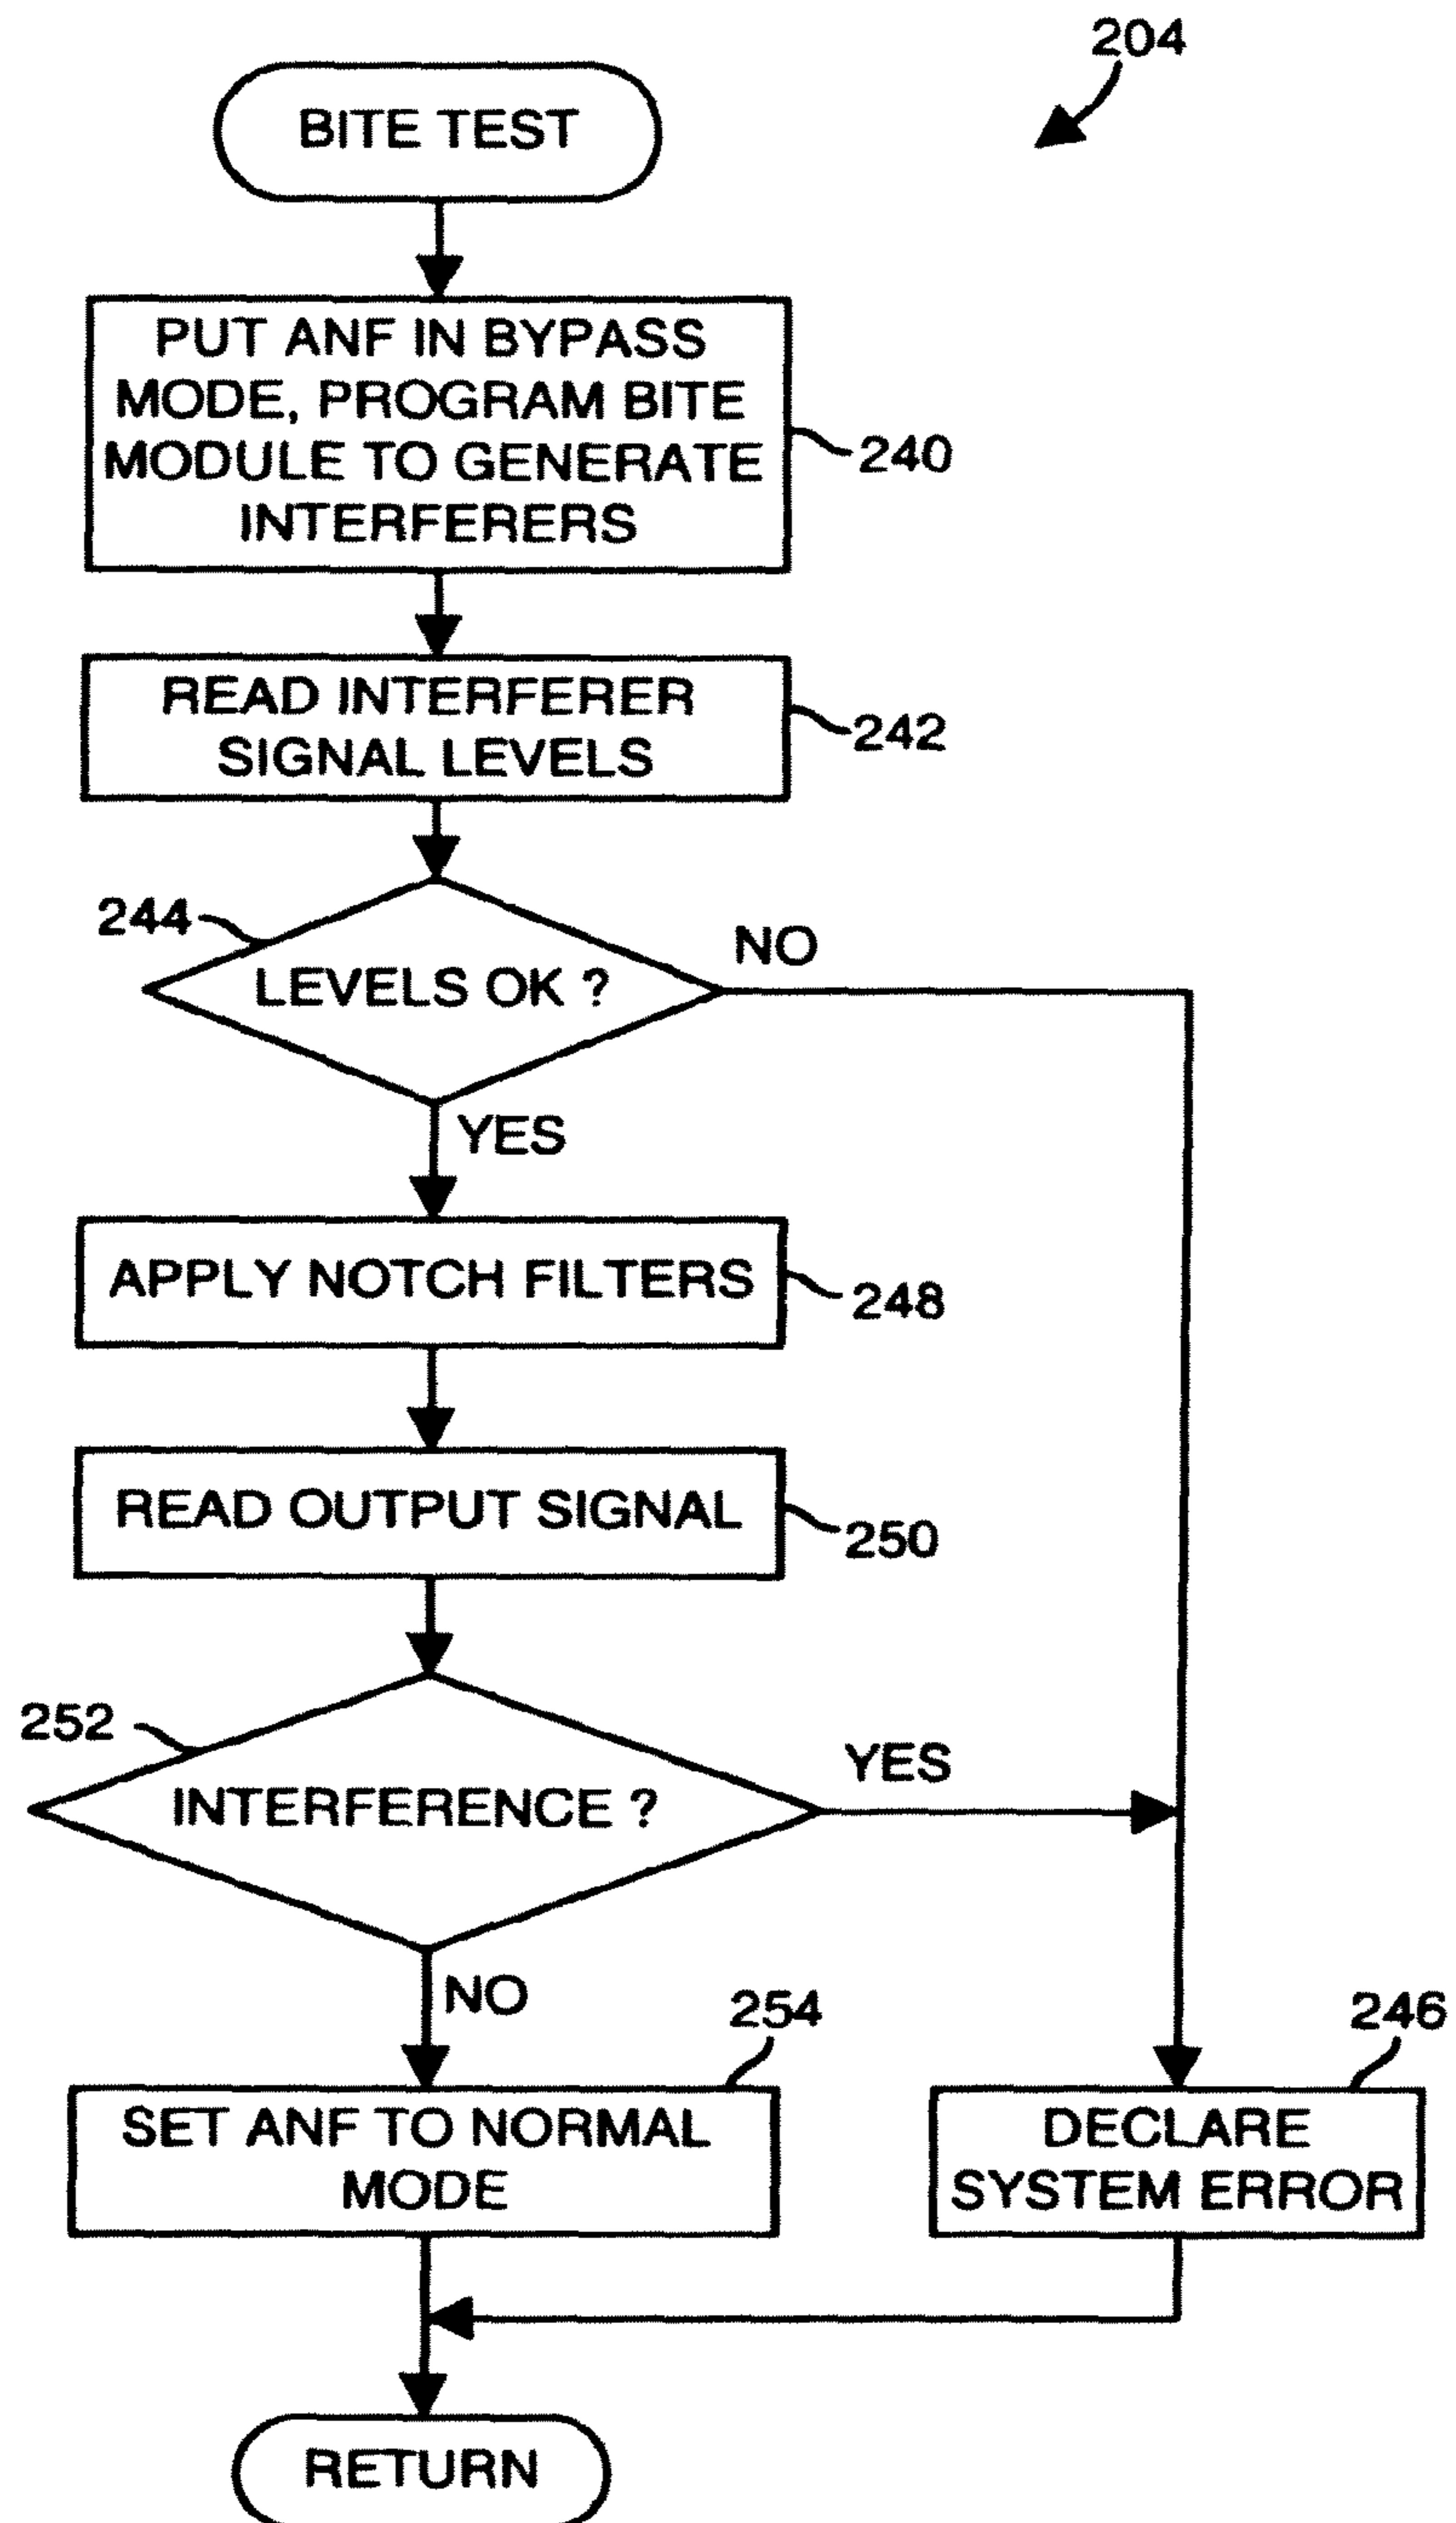 204
BITE TEST
PUT ANF IN BYPASS
MODE, PROGRAM BITE
MODULE TO GENERATE
INTERFERERS
240
READ INTERFERER
SIGNAL LEVELS
242
244
LEVELS OK ?
NO
YES
APPLY NOTCH FILTERS
248
READ OUTPUT SIGNAL
250
252
INTERFERENCE ?
YES
NO
254
SET ANF TO NORMAL
MODE
246
DECLARE
SYSTEM ERROR
RETURN